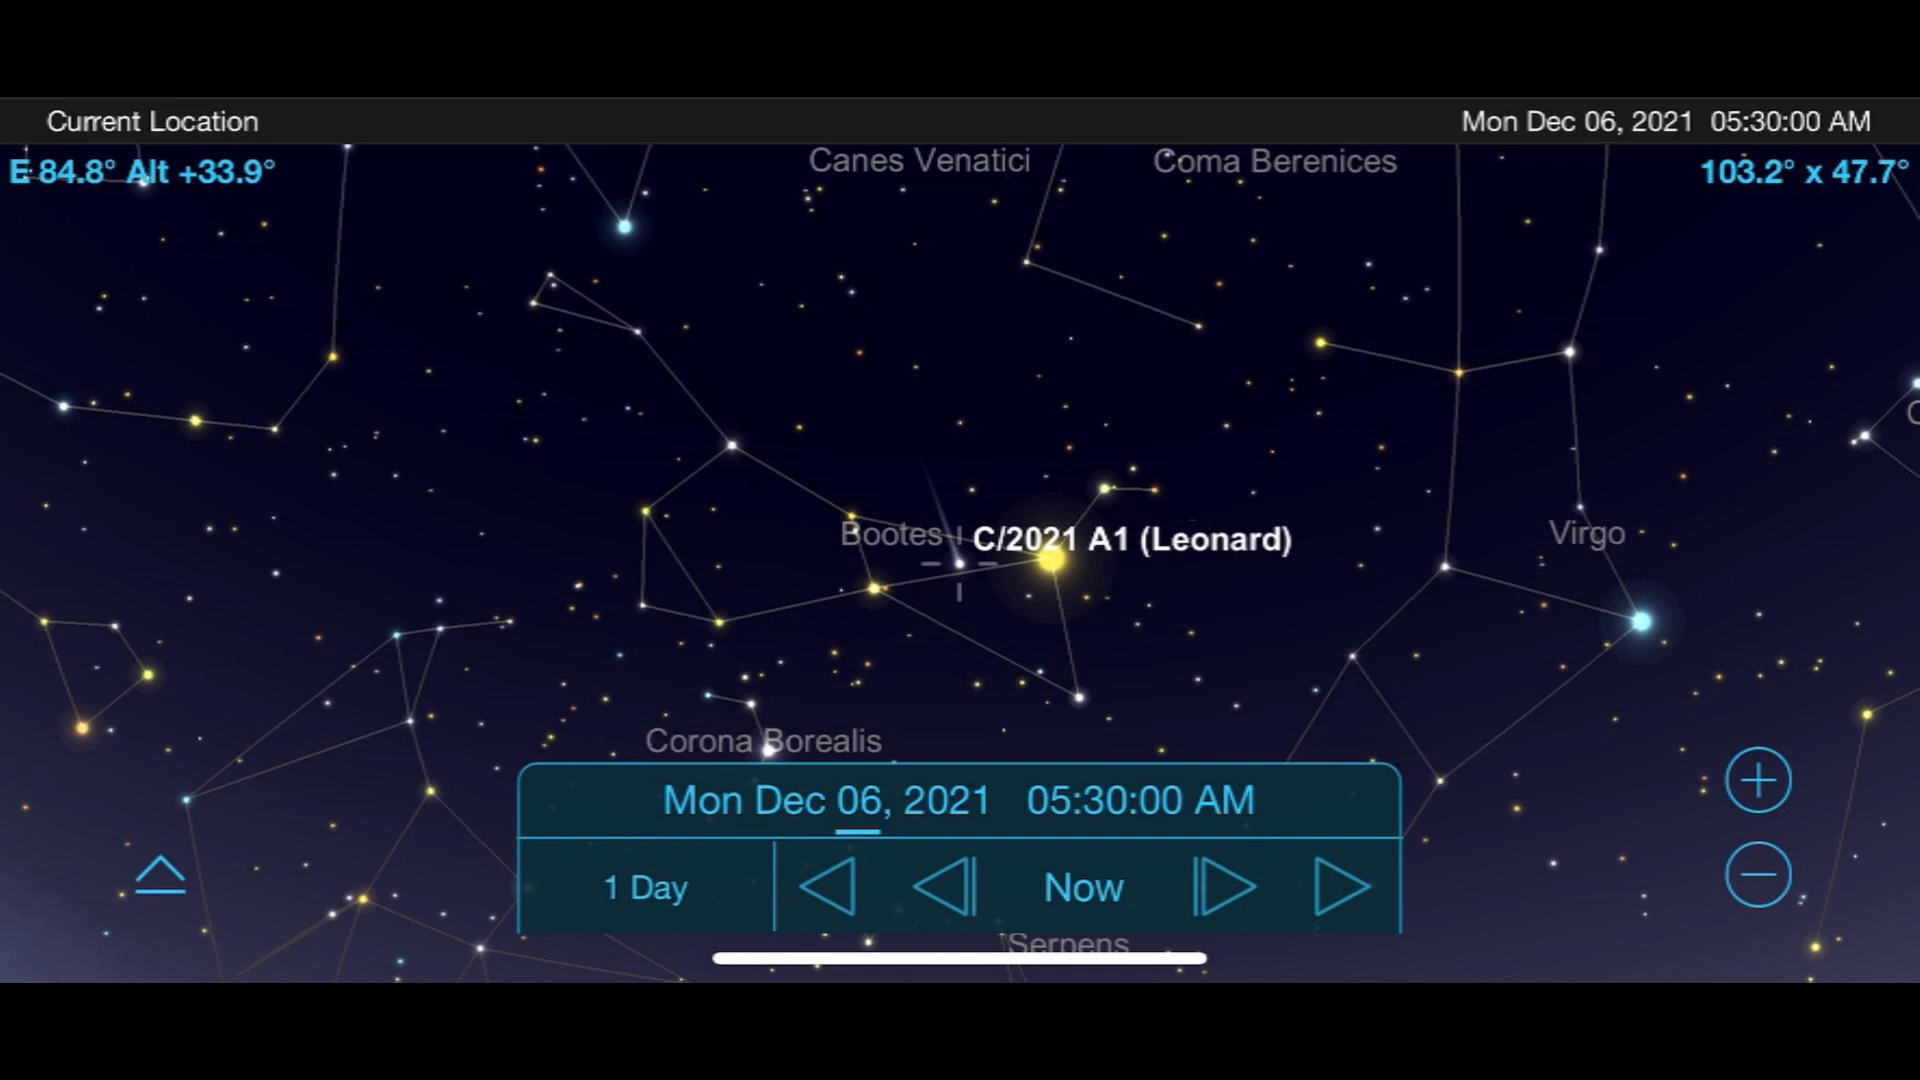 Current Location
Mon Dec 06, 2021 05:30:00 AM
E 84.8° Alt +33.9°
Canes Venatici
Coma Berenices
103.2° x 47.7°
Bootes
C/2021 A1 (Leonard)
Virgo
Corona Borealis
Mon Dec 06, 2021 05:30:00 AM
1 Day
Now
Serpens